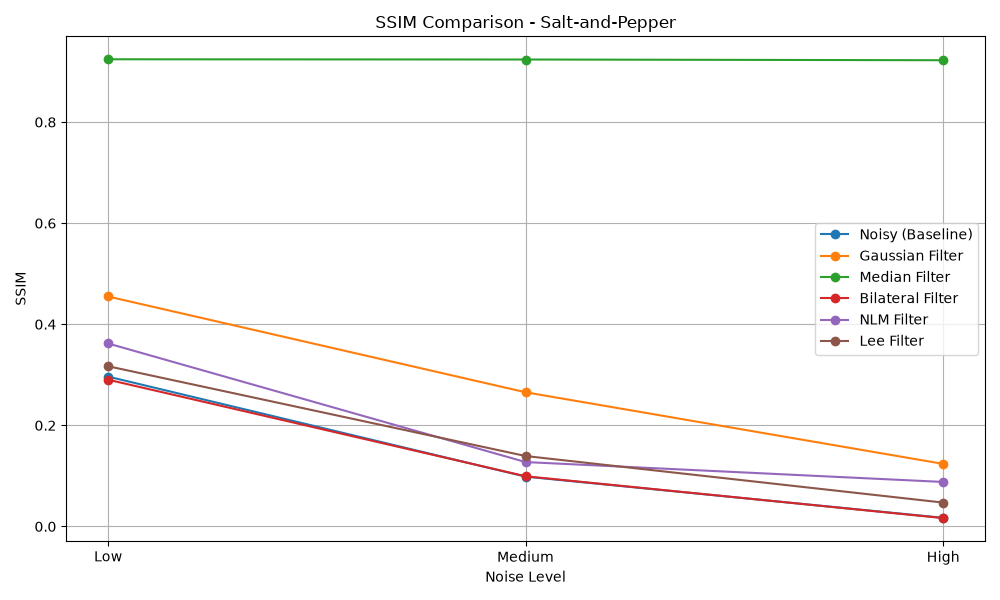 SSIM Comparison - Salt-and-Pepper
SSIM
0.8
0.6
0.4
0.2
0.0
Noisy (Baseline)
Gaussian Filter
Median Filter
Bilateral Filter
NLM Filter
Lee Filter
Low
Medium
High
Noise Level